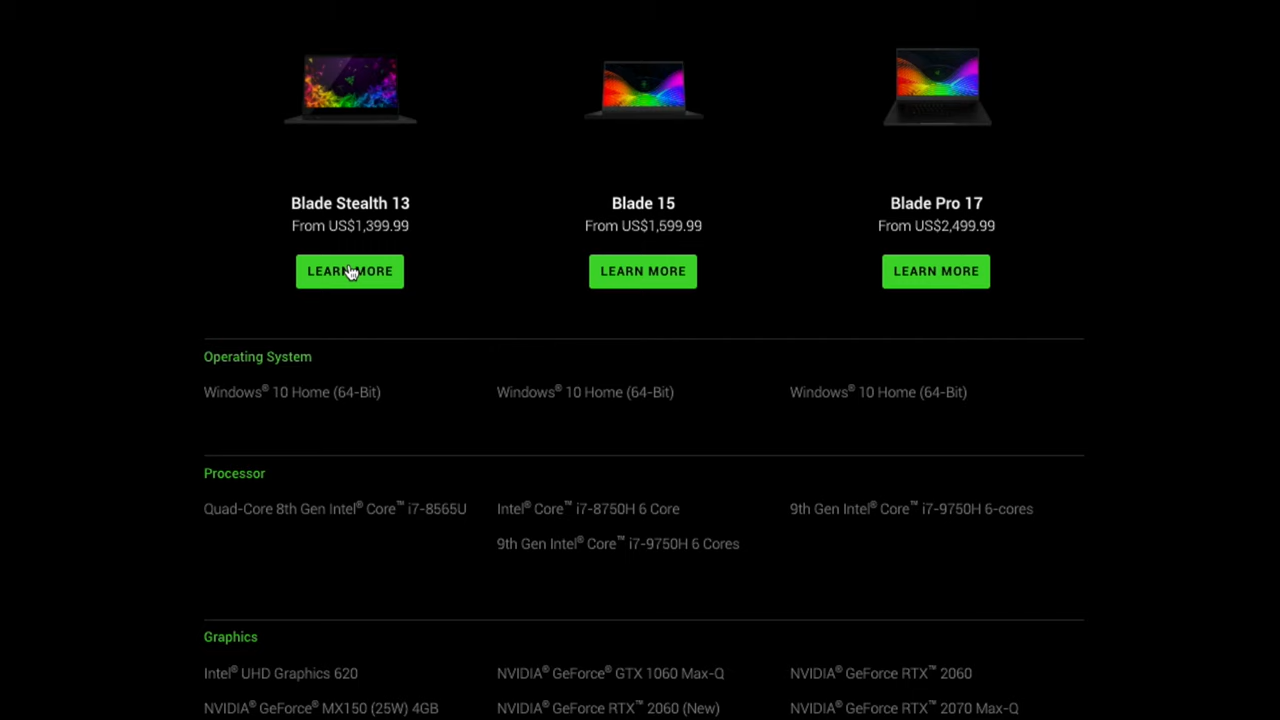 Blade Stealth 13
From US$1,399.99
LEARN MORE
Blade 15
From US$1,599.99
LEARN MORE
Blade Pro 17
From US$2,499.99
LEARN MORE
Operating System
Windows® 10 Home (64-Bit)
Windows® 10 Home (64-Bit)
Windows® 10 Home (64-Bit)
Processor
Quad-Core 8th Gen Intel® Core™ i7-8565U
Intel® Core™ i7-8750H 6 Core
9th Gen Intel® Core™ i7-9750H 6 Cores
9th Gen Intel® Core™ i7-9750H 6-cores
Graphics
Intel® UHD Graphics 620
NVIDIA® GeForce® MX150 (25W) 4GB
NVIDIA® GeForce® GTX 1060 Max-Q
NVIDIA® GeForce RTX™ 2060 (New)
NVIDIA® GeForce RTX™ 2060
NVIDIA® GeForce RTX™ 2070 Max-Q